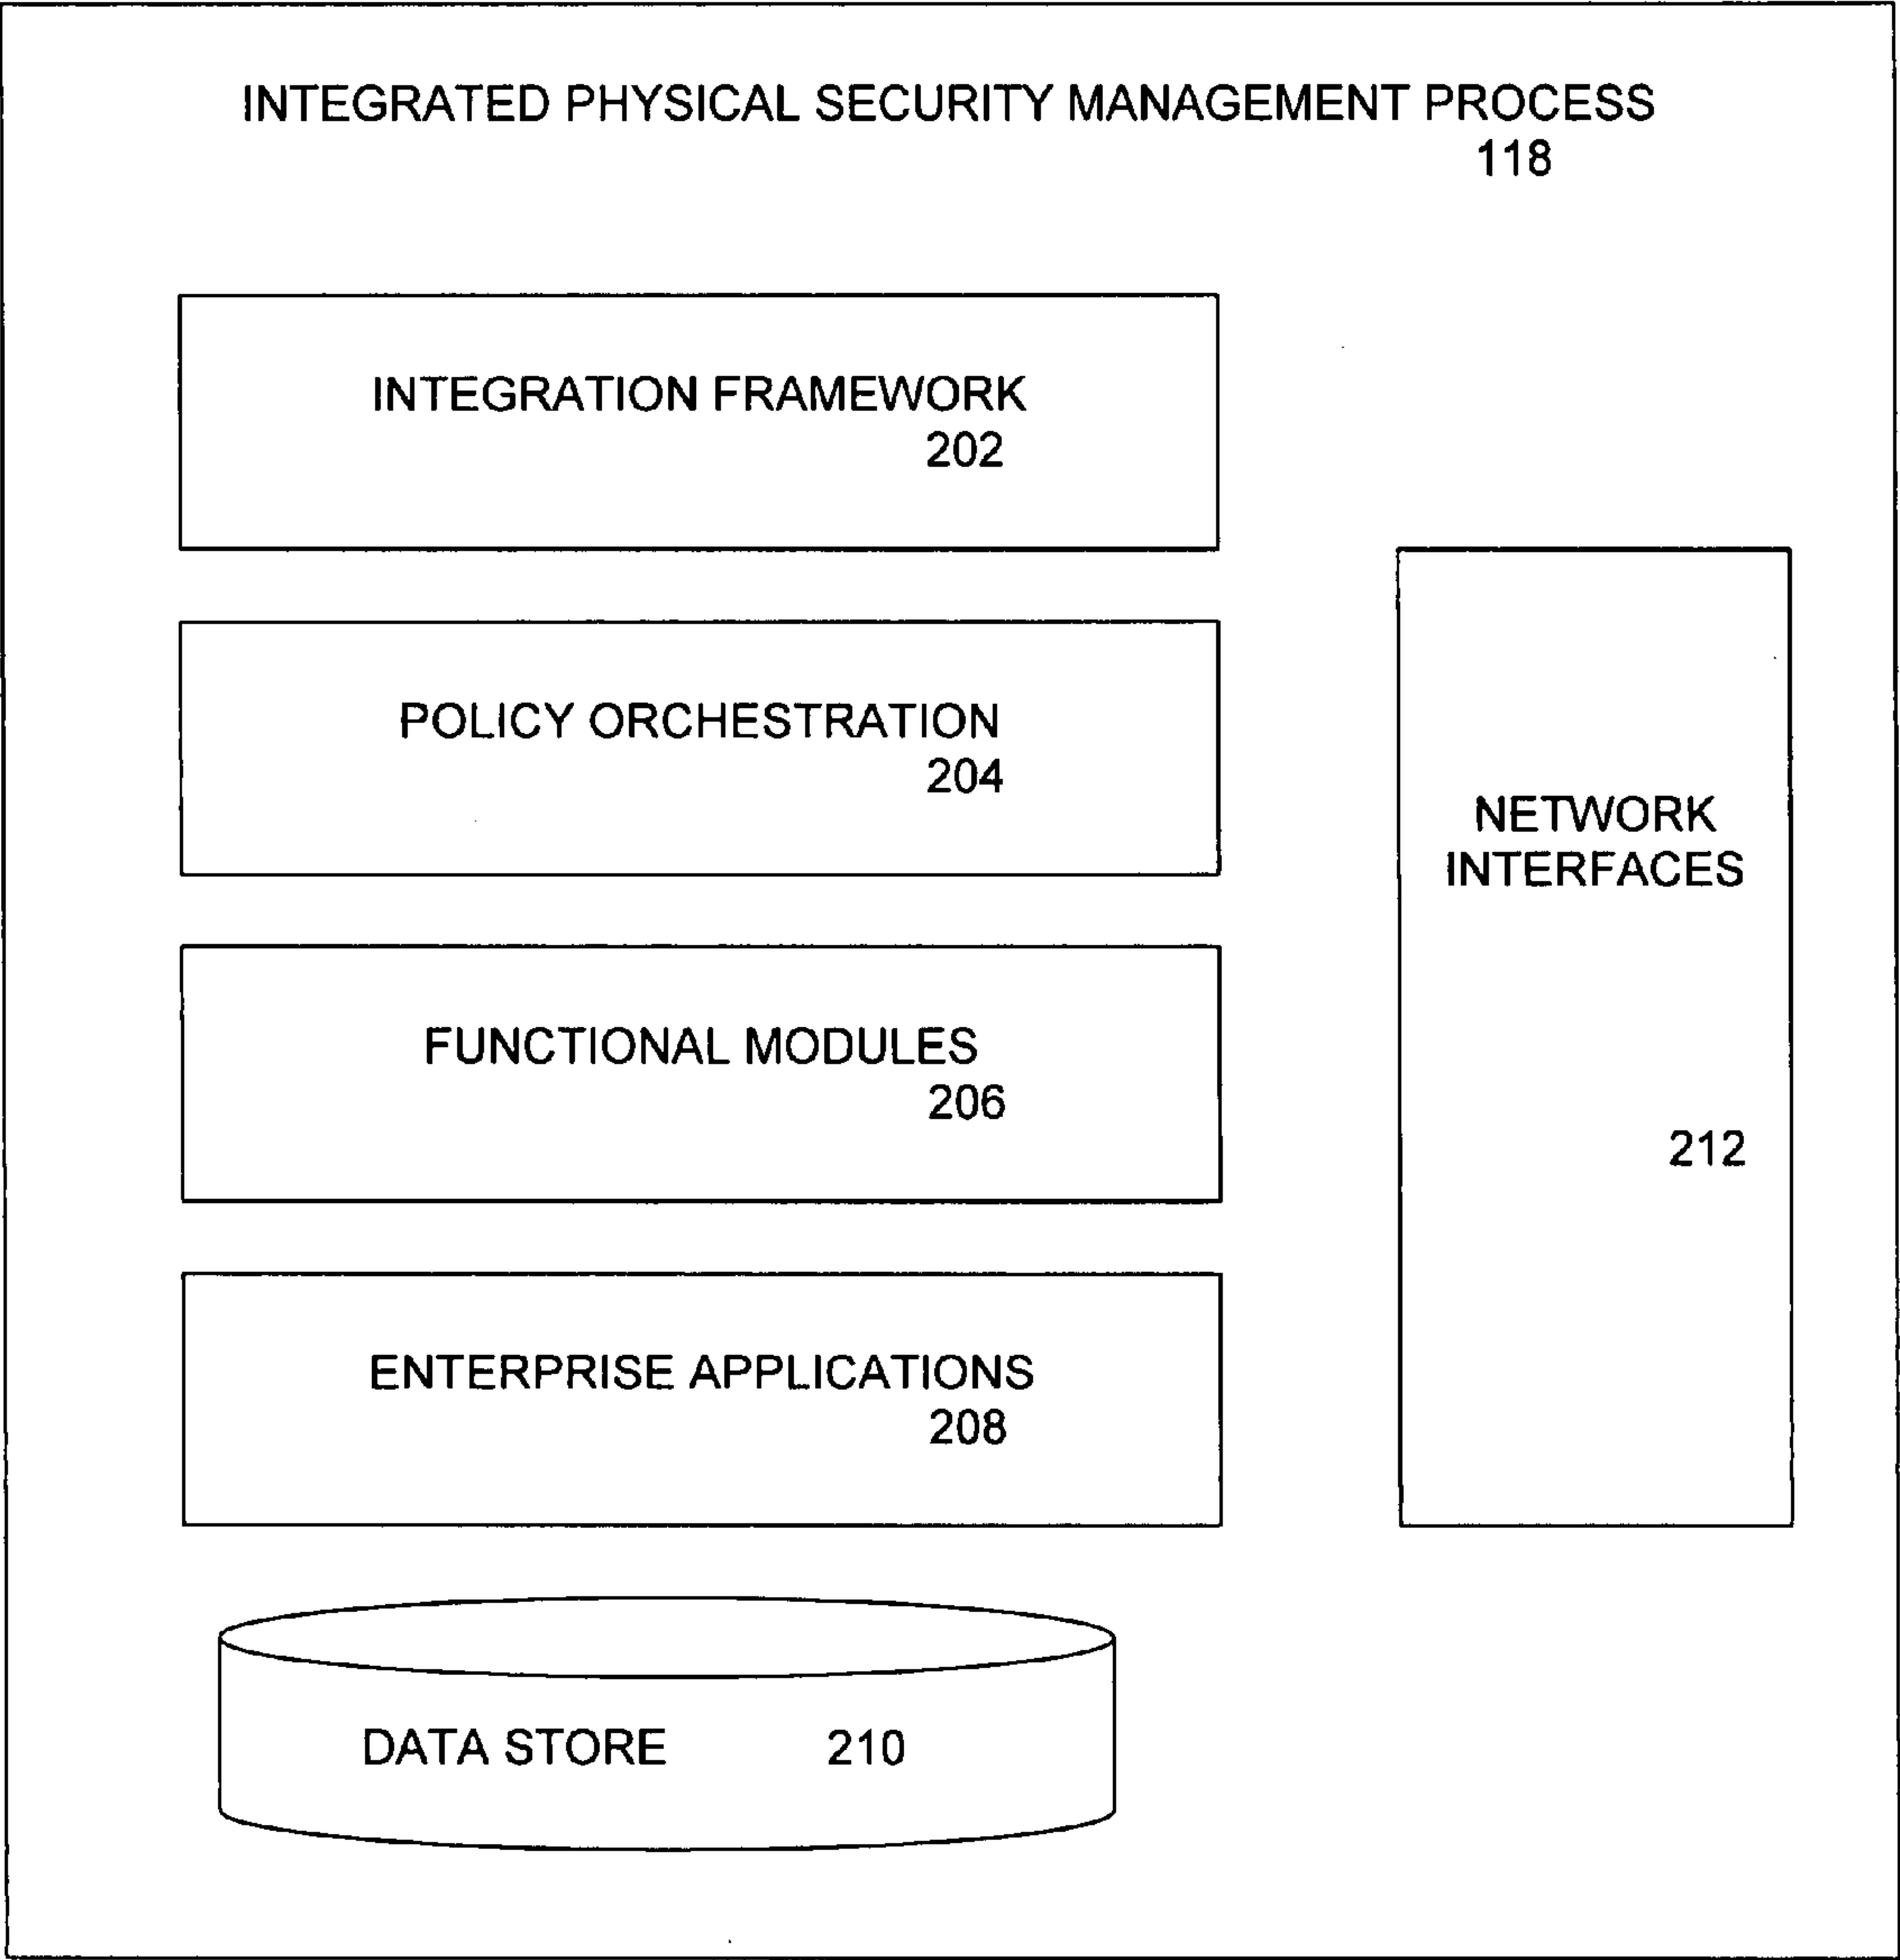 INTEGRATED PHYSICAL SECURITY MANAGEMENT PROCESS
118
INTEGRATION FRAMEWORK
202
POLICY ORCHESTRATION
204
FUNCTIONAL MODULES
206
ENTERPRISE APPLICATIONS
208
DATA STORE 210
NETWORK
INTERFACES
212